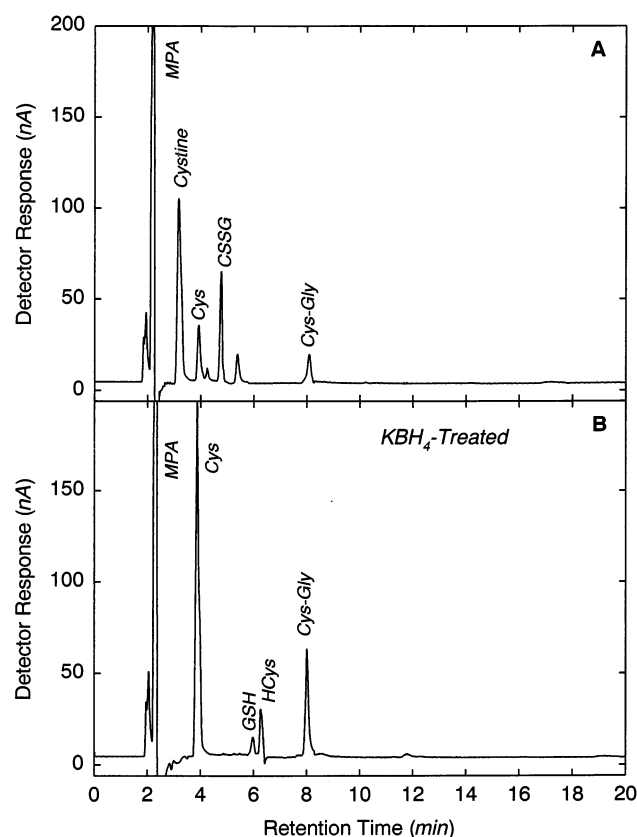 200
A
MPA
150
Cystine
100
CSSG
Cys
Cys-Gly
50
0
Detector Response (nA)
B
KBH4-Treated
MPA
Cys
150
100
Cys-Gly
HCys
GSH
50
0
Detector Response (nA)
0 2 4 6 8 10 12 14 16 18 20
Retention Time (min)